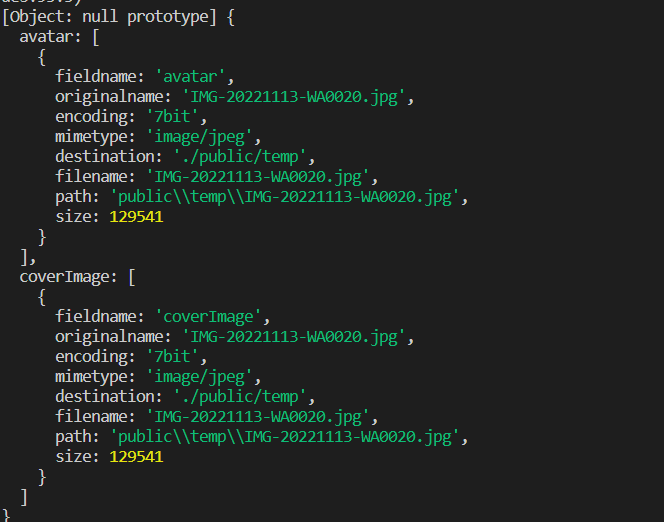 [Object: null prototype] {
  avatar: [
    {
      fieldname: 'avatar',
      originalname: 'IMG-20221113-WA0020.jpg',
      encoding: '7bit',
      mimetype: 'image/jpeg',
      destination: './public/temp',
      filename: 'IMG-20221113-WA0020.jpg',
      path: 'public\\temp\\IMG-20221113-WA0020.jpg',
      size: 129541
    }
  ],
  coverImage: [
    {
      fieldname: 'coverImage',
      originalname: 'IMG-20221113-WA0020.jpg',
      encoding: '7bit',
      mimetype: 'image/jpeg',
      destination: './public/temp',
      filename: 'IMG-20221113-WA0020.jpg',
      path: 'public\\temp\\IMG-20221113-WA0020.jpg',
      size: 129541
    }
  ]
}